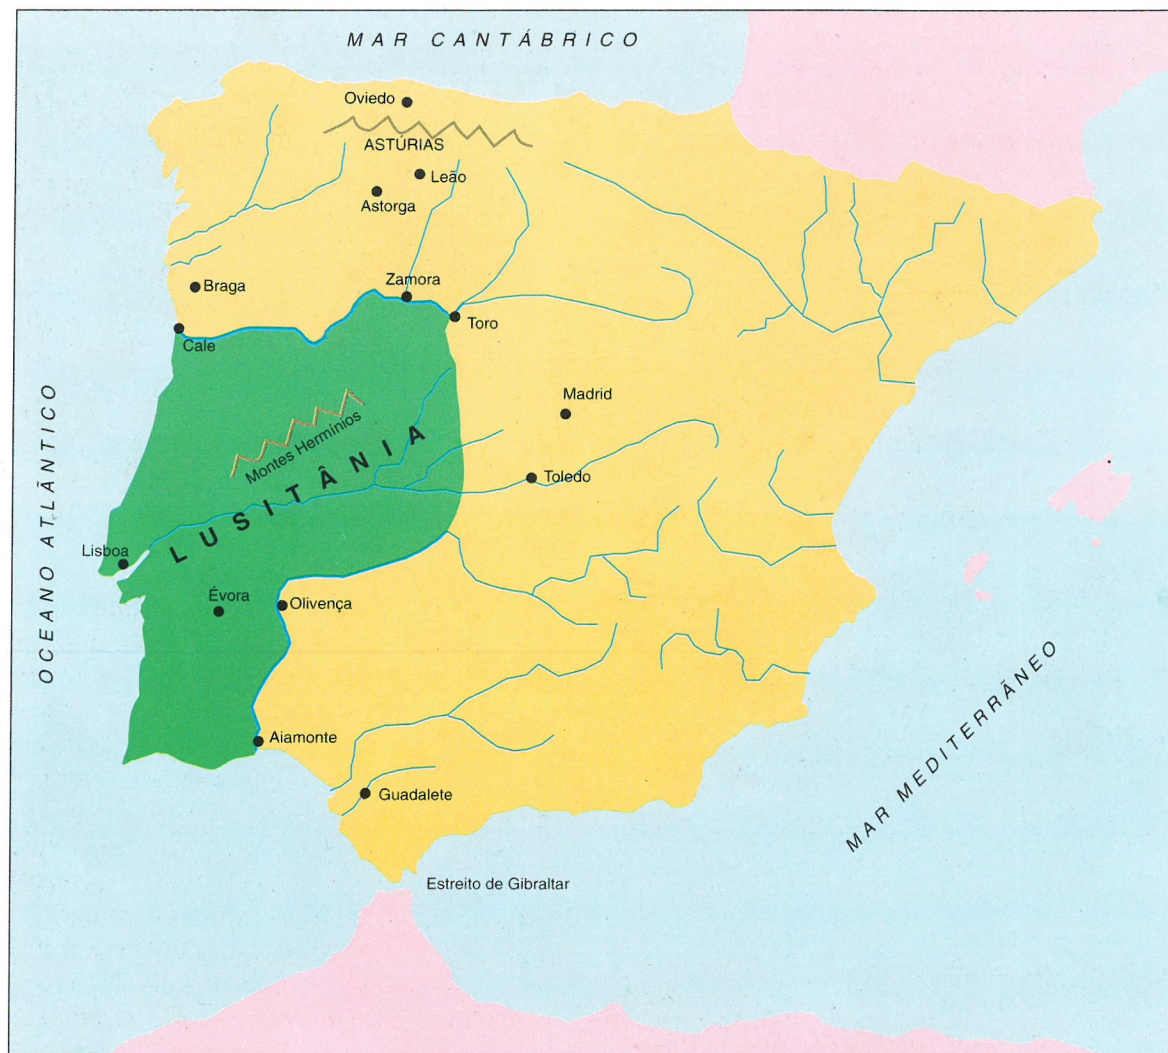 MAR CANTÁBRICO
Oviedo
ASTÚRIAS
Leão
Astorga
Braga
Zamora
Toro
Cale
Madrid
Montes Hermínios
LUSITÂNIA
Toledo
OCEANO ATLÂNTICO
Lisboa
Évora
Olivença
Aiamonte
Guadalete
MAR MEDITERRÂNEO
Estreito de Gibraltar